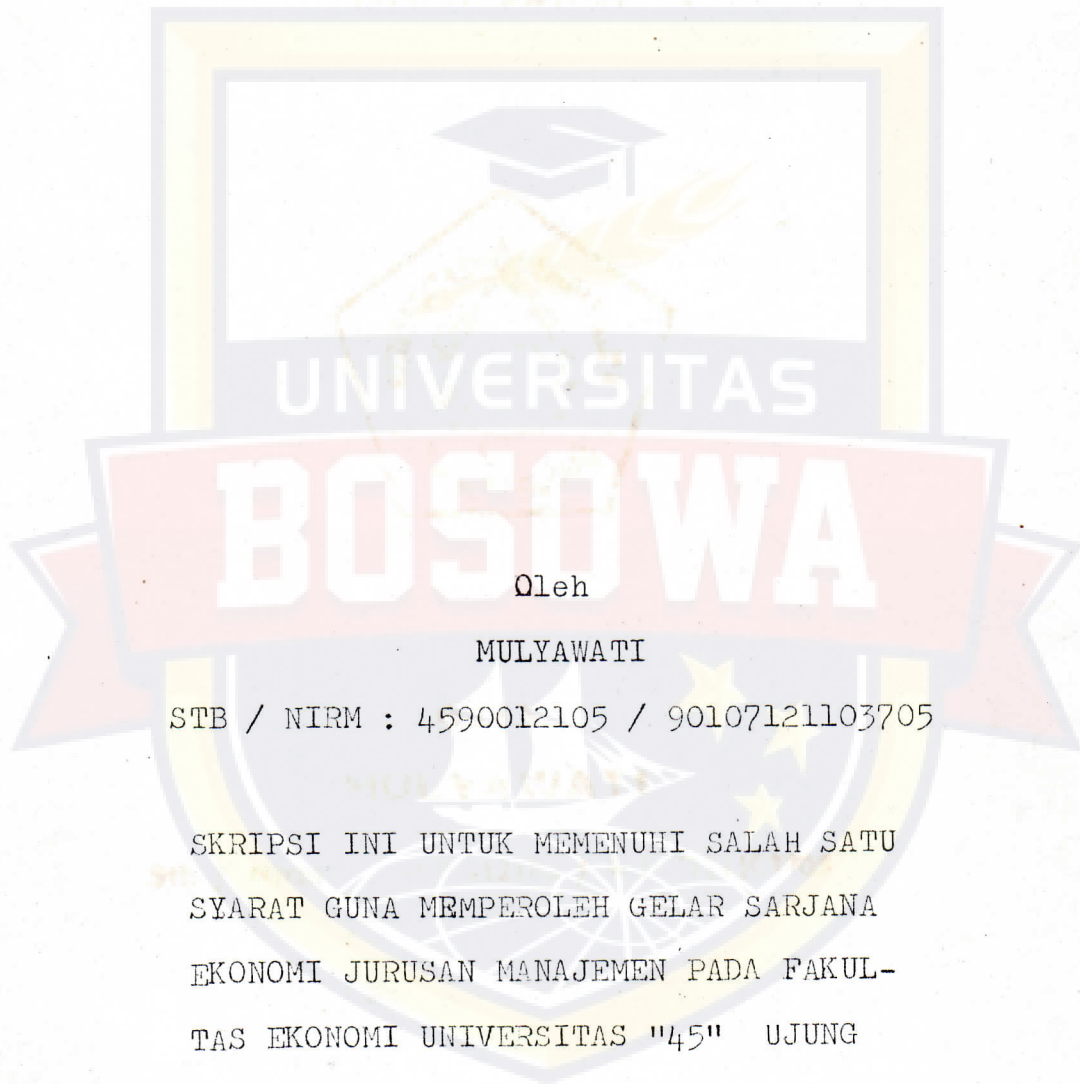 UNIVERSITAS
BOSOWA
Oleh
MULYAWATI
STB / NIRM : 4590012105 / 90107121103705
SKRIPSI INI UNTUK MEMENUHI SALAH SATU
SYARAT GUNA MEMPEROLEH GELAR SARJANA
EKONOMI JURUSAN MANAJEMEN PADA FAKUL-
TAS EKONOMI UNIVERSITAS "45" UJUNG